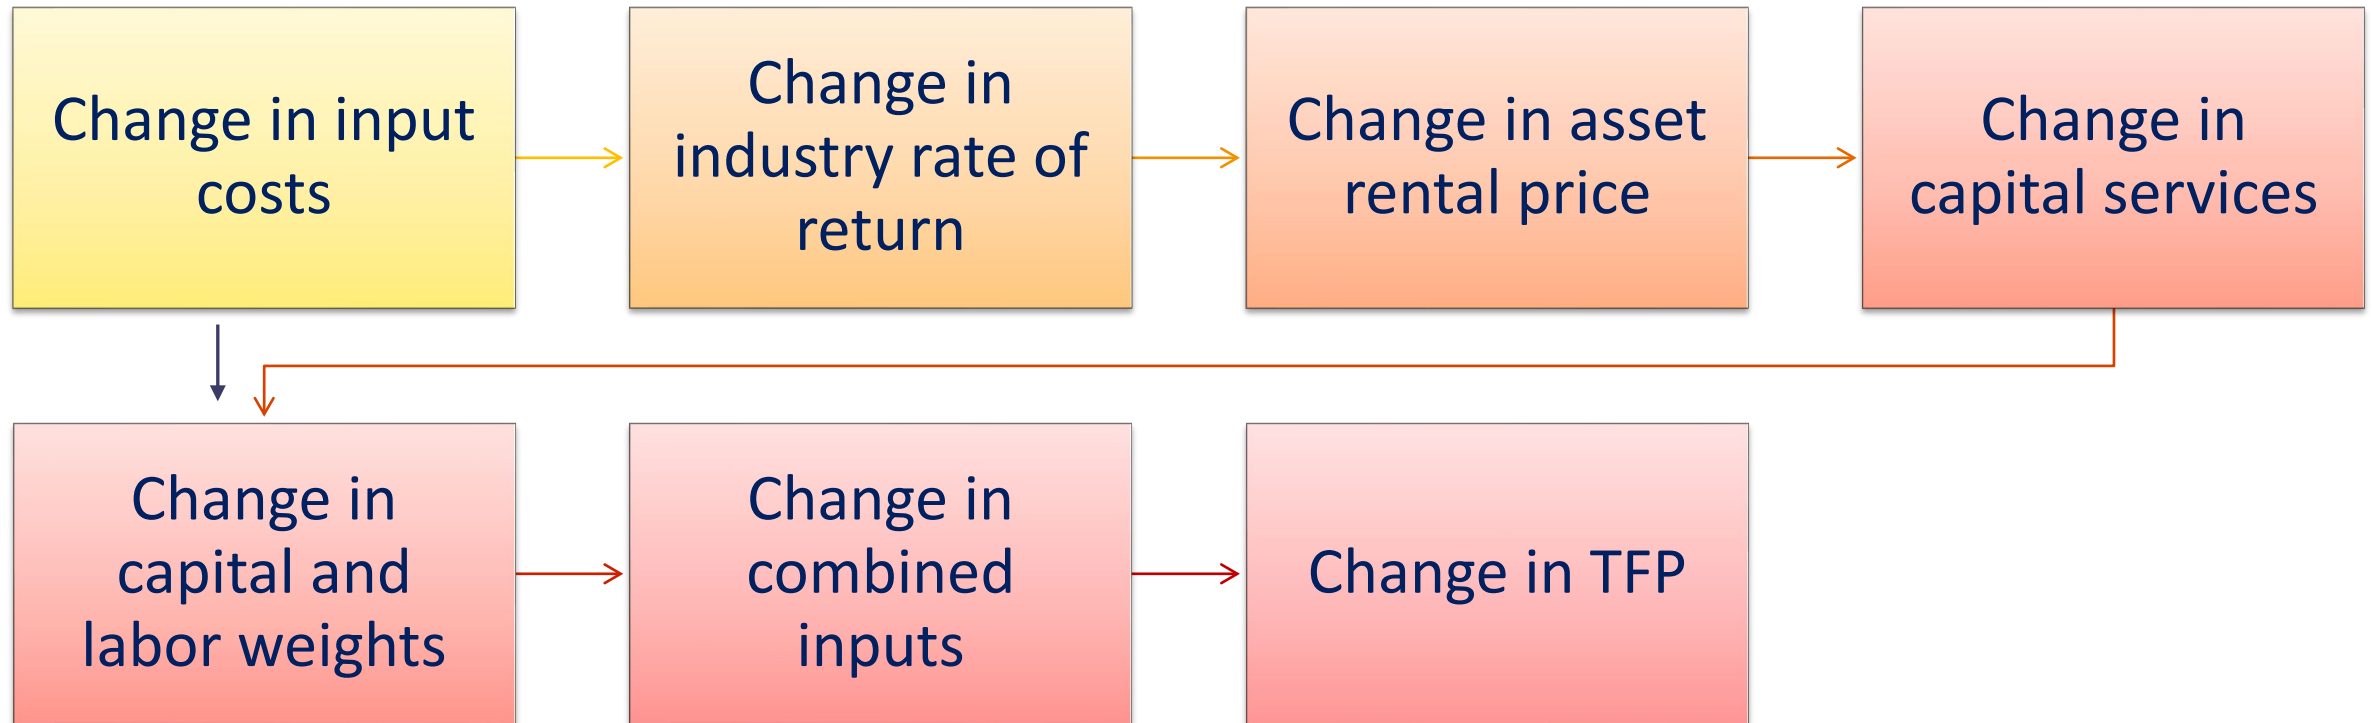 Change in input
costs
Change in
industry rate of
return
Change in asset
rental price
Change in
capital services
Change in
capital and
labor weights
Change in
combined
inputs
Change in TFP